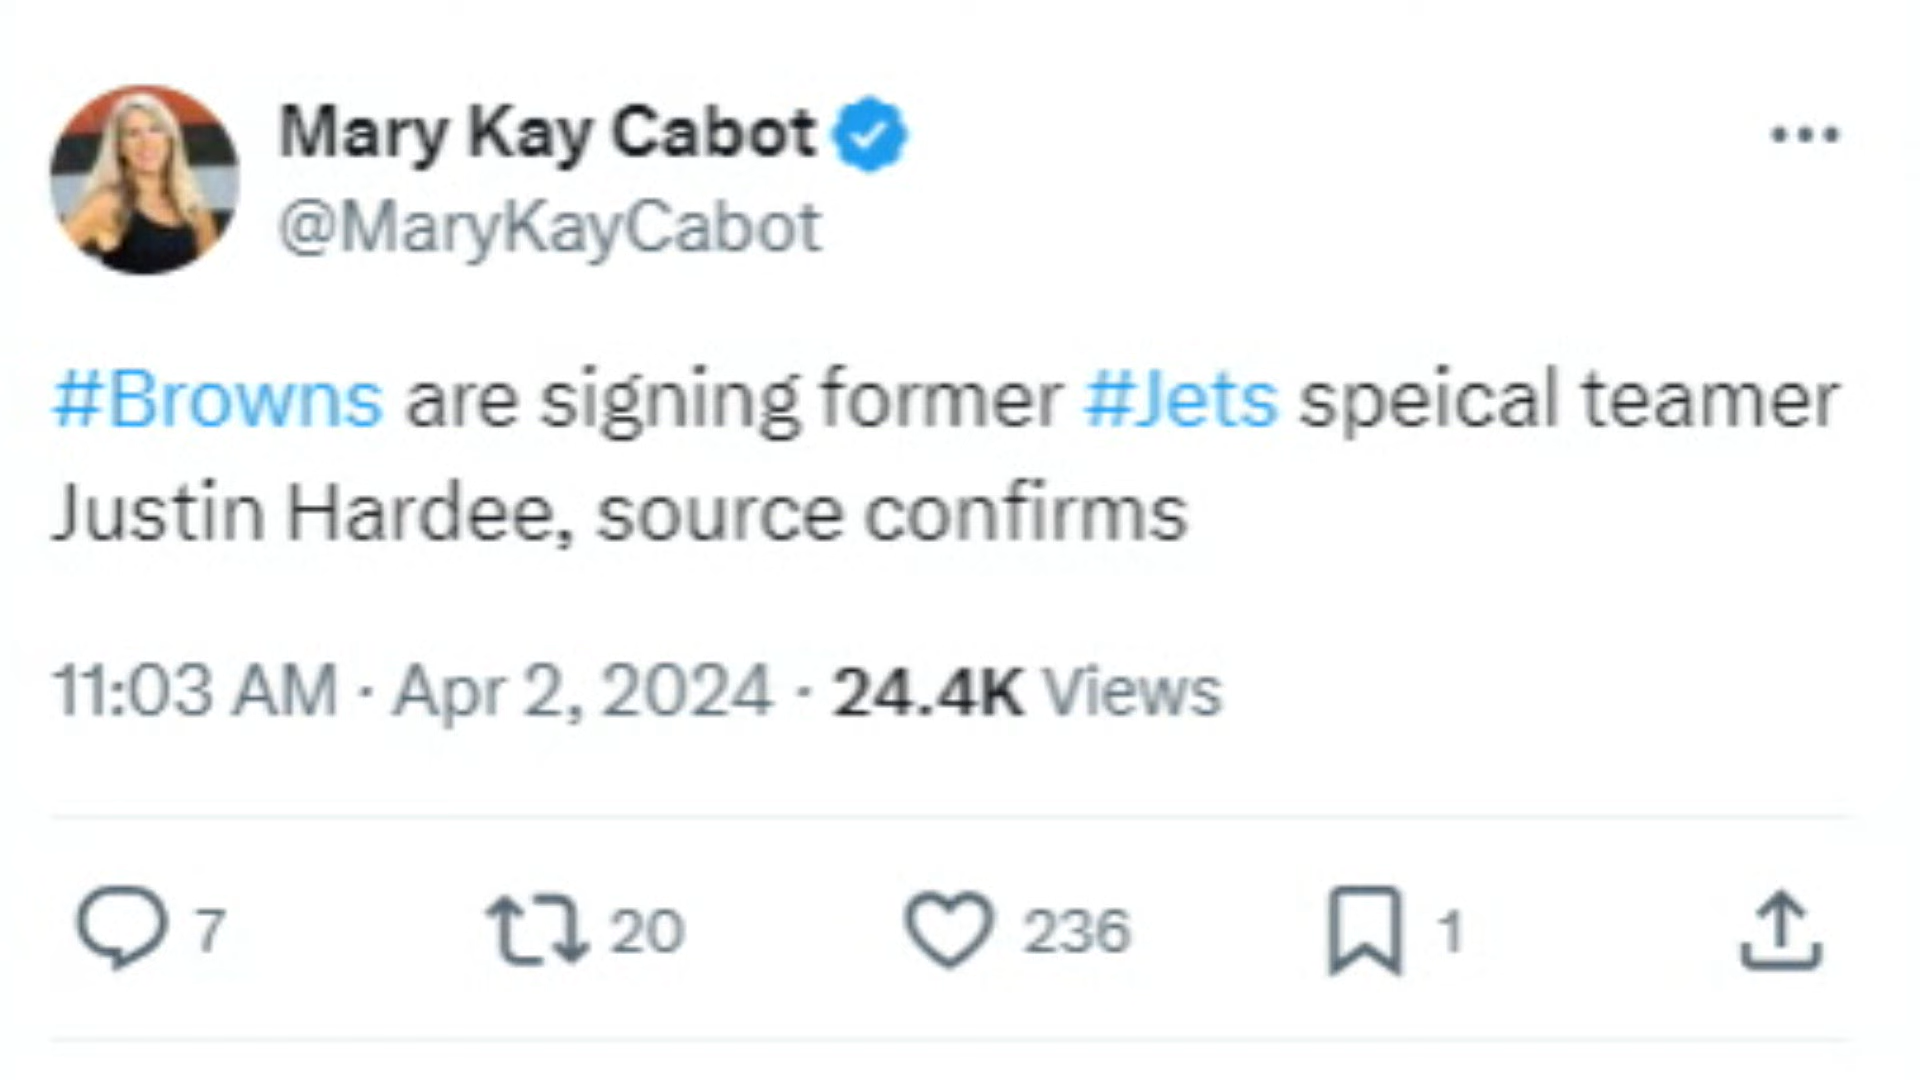 Mary Kay Cabot
@MaryKayCabot
#Browns are signing former #Jets speical teamer
Justin Hardee, source confirms
11:03 AM · Apr 2, 2024 · 24.4K Views
7 20 236 1